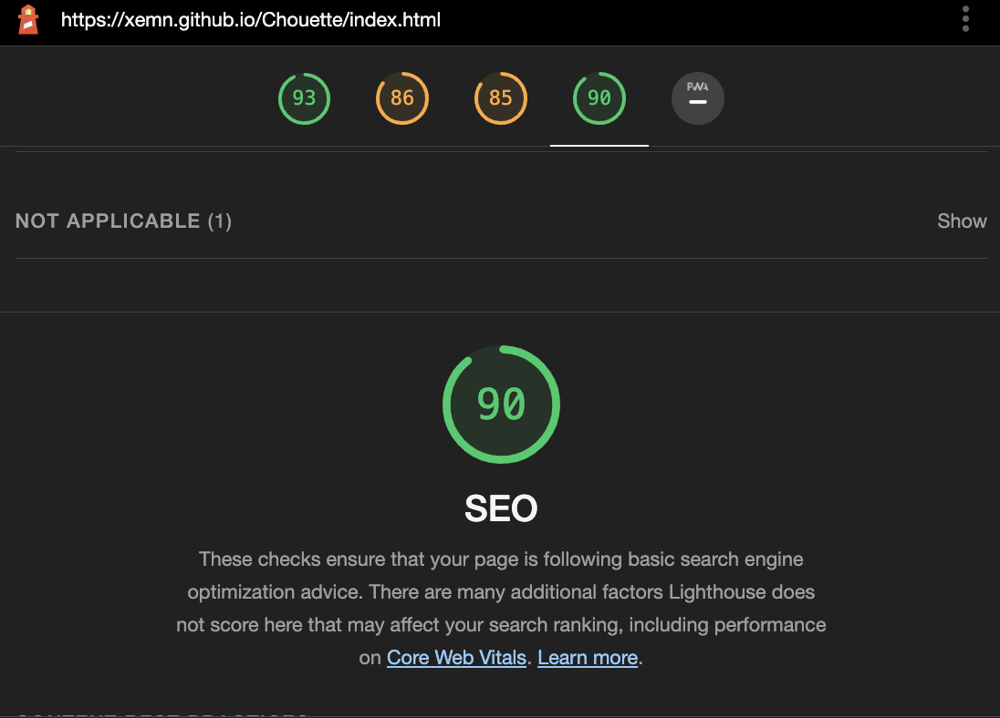 https://xemn.github.io/Chouette/index.html
93 86 85 90 PWA
NOT APPLICABLE (1) Show
90
SEO
These checks ensure that your page is following basic search engine
optimization advice. There are many additional factors Lighthouse does
not score here that may affect your search ranking, including performance
on Core Web Vitals. Learn more.